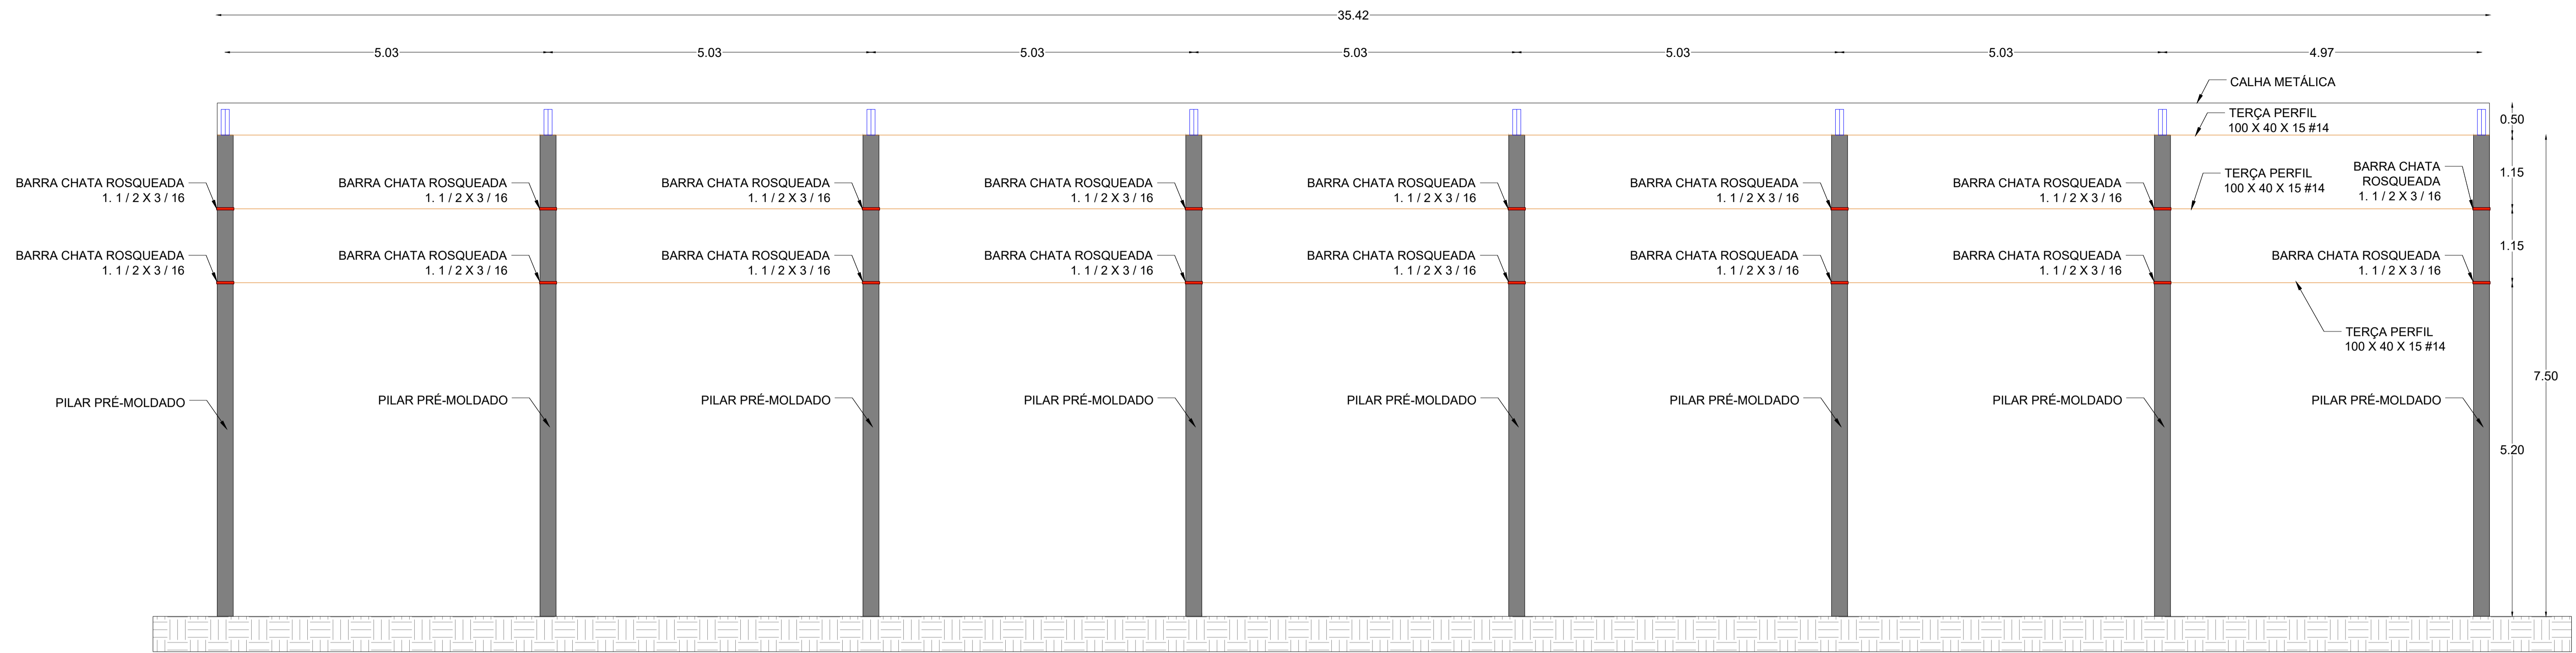 35.42
5.03
5.03
5.03
5.03
5.03
5.03
4.97
CALHA METÁLICA
TERÇA PERFIL
100 X 40 X 15 #14
0.50
TERÇA PERFIL
100 X 40 X 15 #14
1.15
BARRA CHATA ROSQUEADA
1. 1 / 2 X 3 / 16
BARRA CHATA ROSQUEADA
1. 1 / 2 X 3 / 16
BARRA CHATA ROSQUEADA
1. 1 / 2 X 3 / 16
BARRA CHATA ROSQUEADA
1. 1 / 2 X 3 / 16
BARRA CHATA ROSQUEADA
1. 1 / 2 X 3 / 16
BARRA CHATA ROSQUEADA
1. 1 / 2 X 3 / 16
BARRA CHATA ROSQUEADA
1. 1 / 2 X 3 / 16
BARRA CHATA
ROSQUEADA
1. 1 / 2 X 3 / 16
1.15
BARRA CHATA ROSQUEADA
1. 1 / 2 X 3 / 16
BARRA CHATA ROSQUEADA
1. 1 / 2 X 3 / 16
BARRA CHATA ROSQUEADA
1. 1 / 2 X 3 / 16
BARRA CHATA ROSQUEADA
1. 1 / 2 X 3 / 16
BARRA CHATA ROSQUEADA
1. 1 / 2 X 3 / 16
BARRA CHATA ROSQUEADA
1. 1 / 2 X 3 / 16
BARRA CHATA ROSQUEADA
1. 1 / 2 X 3 / 16
BARRA CHATA ROSQUEADA
1. 1 / 2 X 3 / 16
TERÇA PERFIL
100 X 40 X 15 #14
7.50
PILAR PRÉ-MOLDADO
PILAR PRÉ-MOLDADO
PILAR PRÉ-MOLDADO
PILAR PRÉ-MOLDADO
PILAR PRÉ-MOLDADO
PILAR PRÉ-MOLDADO
PILAR PRÉ-MOLDADO
PILAR PRÉ-MOLDADO
5.20